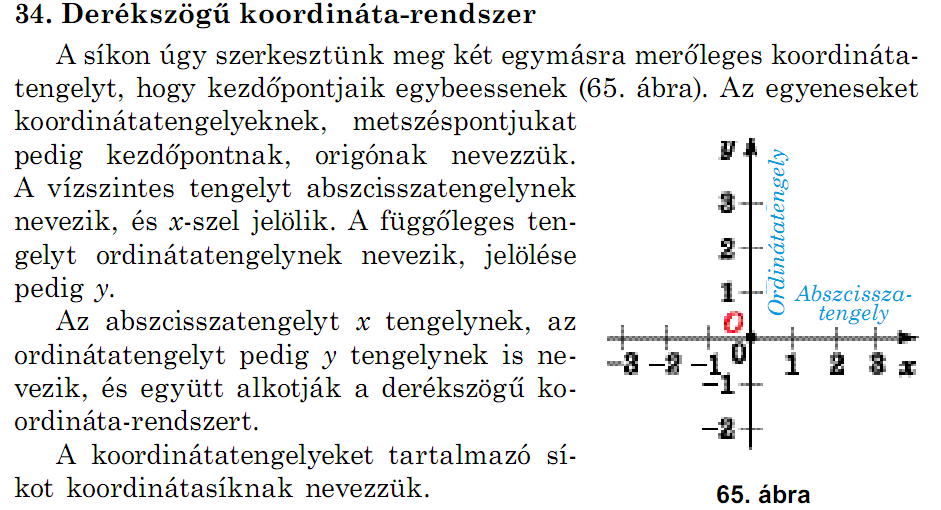 34. Derékszögű koordináta-rendszer
A síkon úgy szerkesztünk meg két egymásra merőleges koordináta-
tengelyt, hogy kezdőpontjaik egybeessenek (65. ábra). Az egyeneseket
koordinátatengelyeknek, metszéspontjukat
pedig kezdőpontnak, origónak nevezzük.
A vízszintes tengelyt abszcisszatengelynek
nevezik, és x-szel jelölik. A függőleges ten-
gelyt ordinátatengelynek nevezik, jelölése
pedig y.
Az abszcisszatengelyt x tengelynek, az
ordinátatengelyt pedig y tengelynek is ne-
vezik, és együtt alkotják a derékszögű ko-
ordináta-rendszert.
A koordinátatengelyeket tartalmazó sí-
kot koordinátasíknak nevezzük.
y
Ordinátatengely
3
2
1
Abszcissza-
tengely
O
-3 -2 -1 0 1 2 3 x
-1
-2
65. ábra